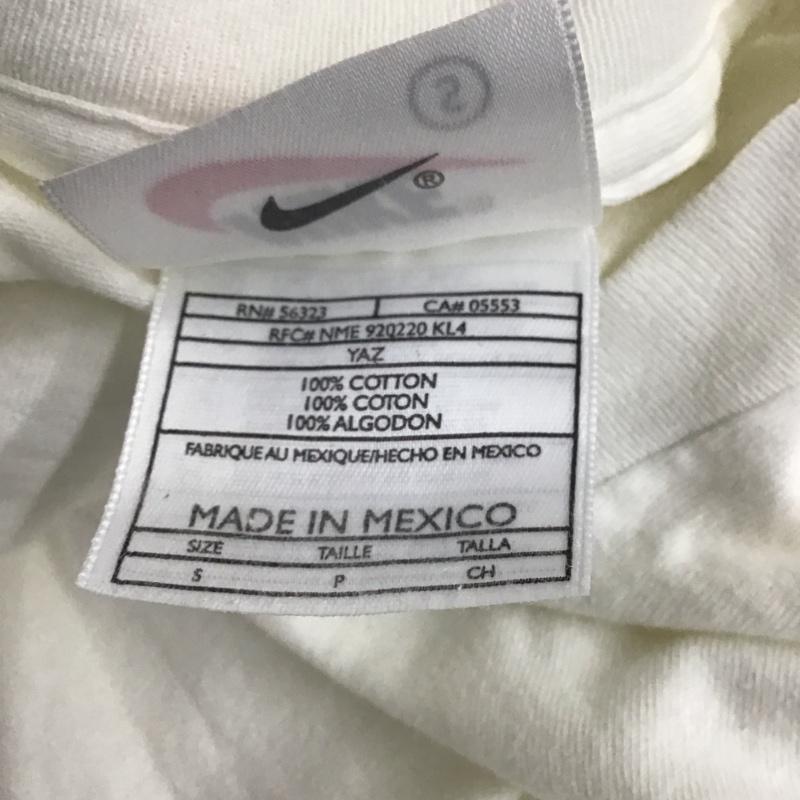 S
®
RN# 56323 CA# 05553
RFC# NME 920220 KL4
YAZ
100% COTTON
100% COTON
100% ALGODON
FABRIQUE AU MEXIQUE/HECHO EN MEXICO
MADE IN MEXICO
SIZE TAILLE TALLA
S P CH